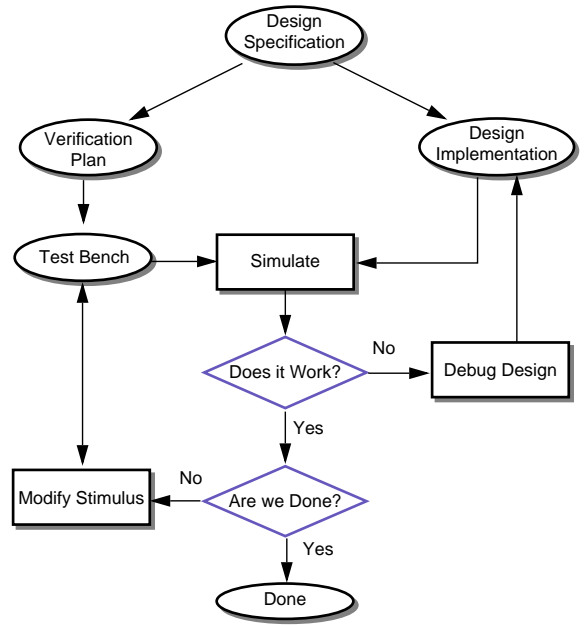 Design
Specification
Verification
Plan
Design
Implementation
Test Bench
Simulate
Does it Work?
No
Debug Design
Yes
Modify Stimulus
No
Are we Done?
Yes
Done